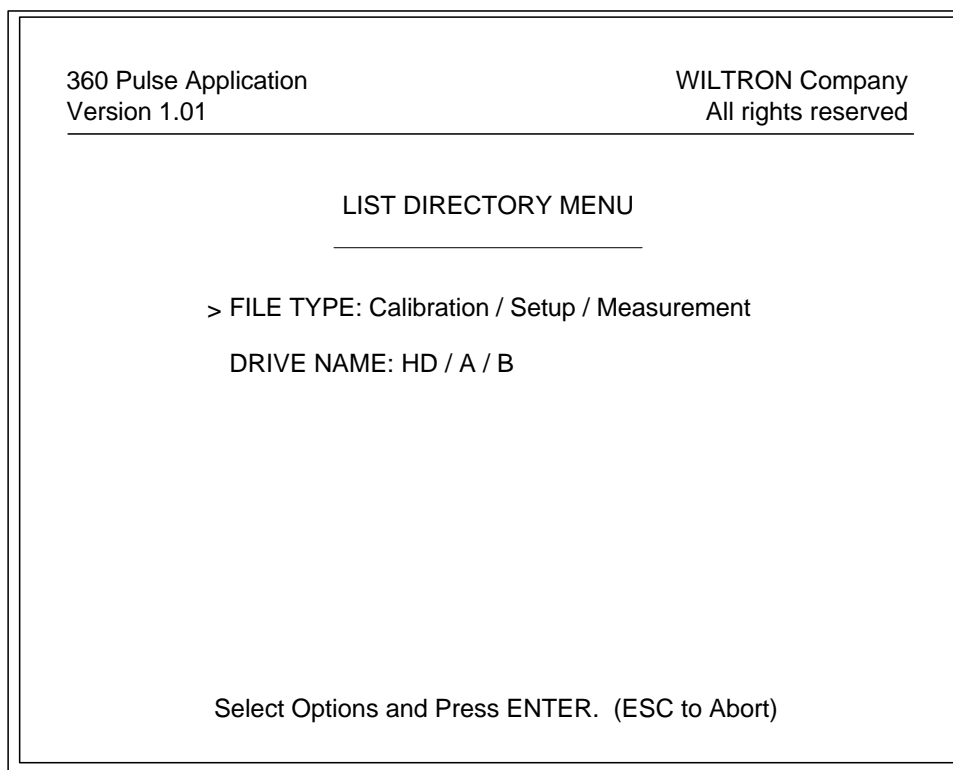 360 Pulse Application WILTRON Company
Version 1.01 All rights reserved
LIST DIRECTORY MENU
> FILE TYPE: Calibration / Setup / Measurement
DRIVE NAME: HD / A / B
Select Options and Press ENTER. (ESC to Abort)